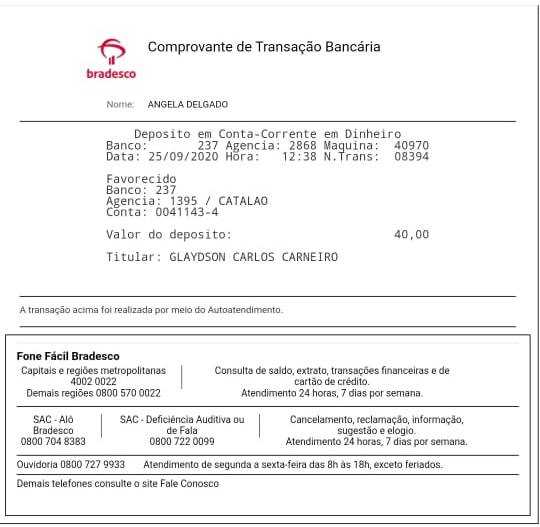 Comprovante de Transação Bancária
bradesco
Nome: ANGELA DELGADO
Deposito em Conta-Corrente em Dinheiro
Banco: 237 Agencia: 2868 Maquina: 40970
Data: 25/09/2020 Hora: 12:38 N.Trans: 08394
Favorecido
Banco: 237
Agencia: 1395 / CATALAO
Conta: 0041143-4
Valor do deposito: 40,00
Titular: GLAYDSON CARLOS CARNEIRO
A transação acima foi realizada por meio do Autoatendimento.
Fone Fácil Bradesco
Capitais e regiões metropolitanas
4002 0022
Demais regiões 0800 570 0022
Consulta de saldo, extrato, transações financeiras e de
cartão de crédito.
Atendimento 24 horas, 7 dias por semana.
SAC - Alô
Bradesco
0800 704 8383
SAC - Deficiência Auditiva ou
de Fala
0800 722 0099
Cancelamento, reclamação, informação,
sugestão e elogio.
Atendimento 24 horas, 7 dias por semana.
Ouvidoria 0800 727 9933 Atendimento de segunda a sexta-feira das 8h às 18h, exceto feriados.
Demais telefones consulte o site Fale Conosco